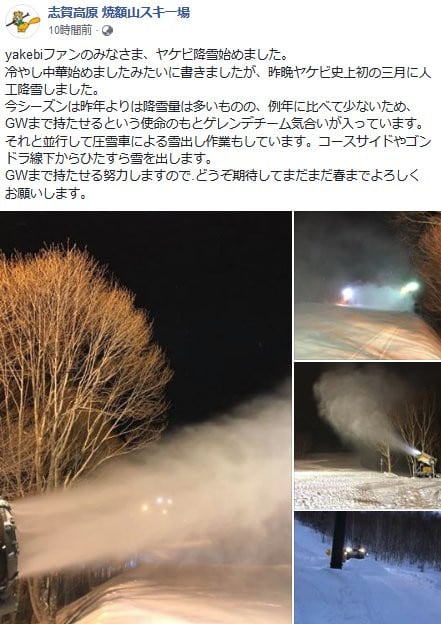 志賀高原 焼額山スキー場
10時間前
yakebiファンのみなさま、ヤケビ降雪始めました。
冷やし中華始めましたみたいに書きましたが、昨晩ヤケビ史上初の三月に人
工降雪しました。
今シーズンは昨年よりは降雪量は多いものの、例年に比べて少ないため、
GWまで持たせるという使命のもとゲレンデチーム気合いが入っています。
それと並行して圧雪車による雪出し作業もしています。コースサイドやゴン
ドラ線下からひたすら雪を出します。
GWまで持たせる努力しますので.どうぞ期待してまだまだ春までよろしく
お願いします。